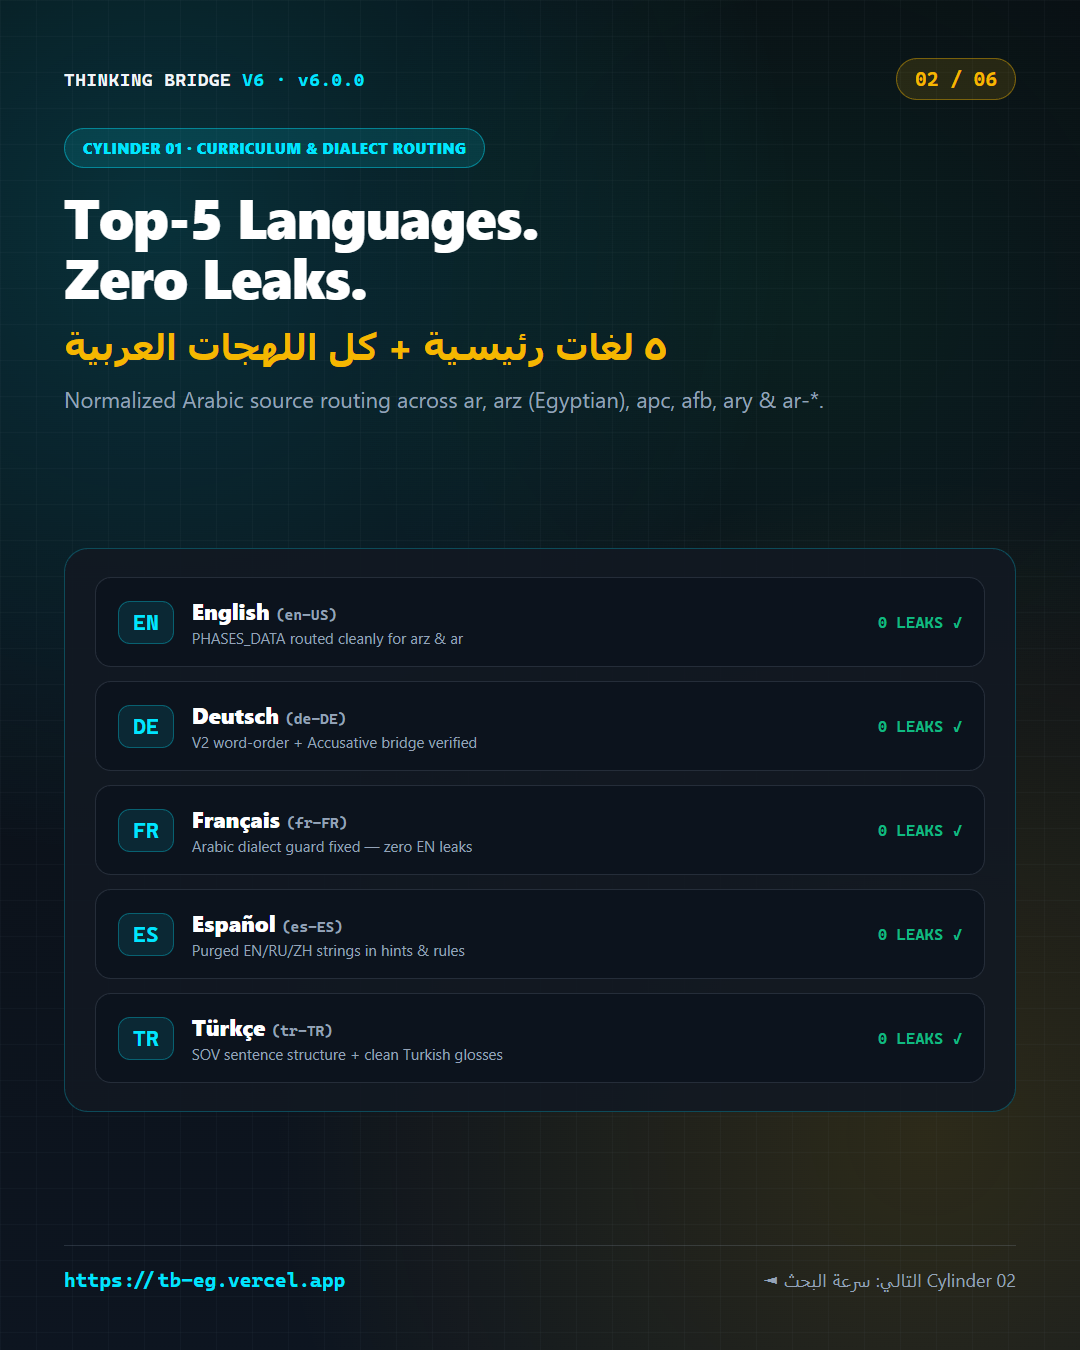 THINKING BRIDGE V6 · v6.0.0
02 / 06
CYLINDER 01 · CURRICULUM & DIALECT ROUTING
Top-5 Languages.
Zero Leaks.
٥ لغات رئيسية + كل اللهجات العربية
Normalized Arabic source routing across ar, arz (Egyptian), apc, afb, ary & ar-*.
EN
English (en-US)
PHASES_DATA routed cleanly for arz & ar
0 LEAKS ✓
DE
Deutsch (de-DE)
V2 word-order + Accusative bridge verified
0 LEAKS ✓
FR
Français (fr-FR)
Arabic dialect guard fixed — zero EN leaks
0 LEAKS ✓
ES
Español (es-ES)
Purged EN/RU/ZH strings in hints & rules
0 LEAKS ✓
TR
Türkçe (tr-TR)
SOV sentence structure + clean Turkish glosses
0 LEAKS ✓
https://tb-eg.vercel.app
Cylinder 02 التالي: سرعة البحث ◄